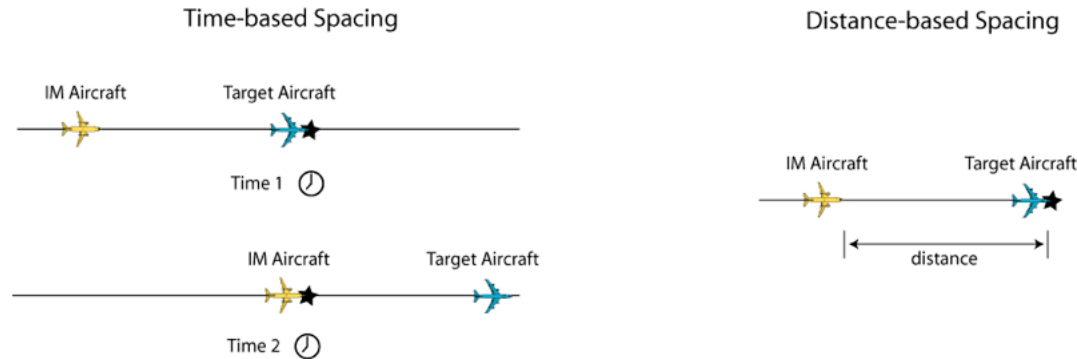 Time-based Spacing
IM Aircraft
Target Aircraft
Time 1
IM Aircraft
Target Aircraft
Time 2
Distance-based Spacing
IM Aircraft
Target Aircraft
distance